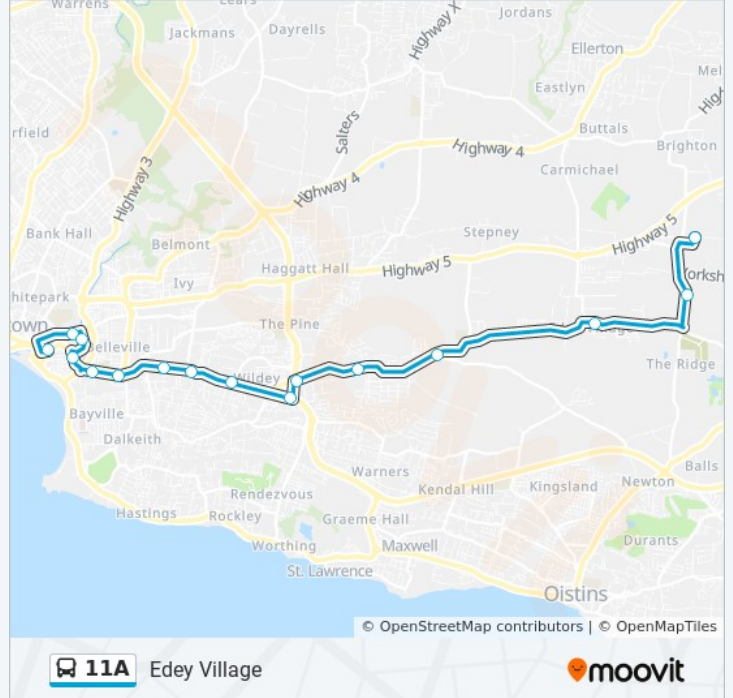 Warrens
Lears
Jordans
Dayrells
Jackmans
Highway X
Ellerton
Eastlyn
Salters
rfield
Buttals
Highway 4
Brighton
Highway 3
Carmichael
Highway 4
Bank Hall
Stepney
Highway 5
Belmont
Haggatt Hall
Highway 5
Ivy
Yorksh
hitepark
The Pine
own
Belleville
The Ridge
Wildey
Bayville
Dalkeith
Warners
Balls
Newton
Kendal Hill
Kingsland
Rendezvous
Hastings
Rockley
Graeme Hall
Durants
Worthing
Maxwell
St. Lawrence
Oistins
© OpenStreetMap contributors | © OpenMapTiles
11A Edey Village
moovit